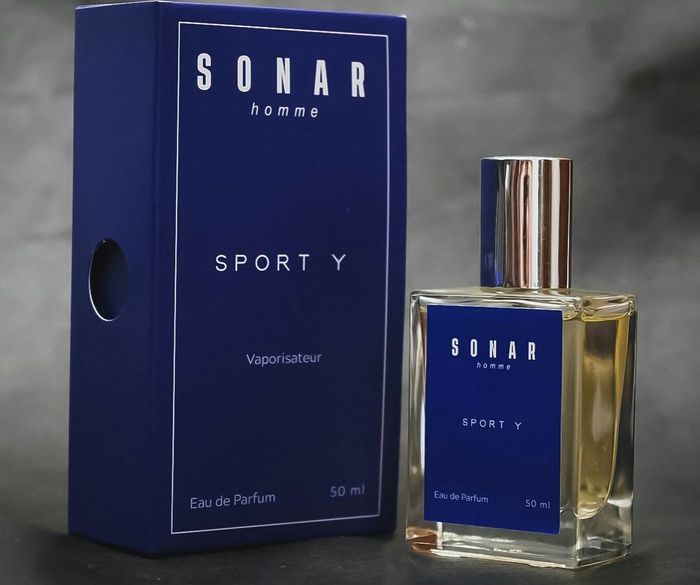 SONAR
homme
SPORT Y
Vaporisateur
Eau de Parfum 50 ml
SONAR
homme
SPORT Y
Eau de Parfum 50 ml